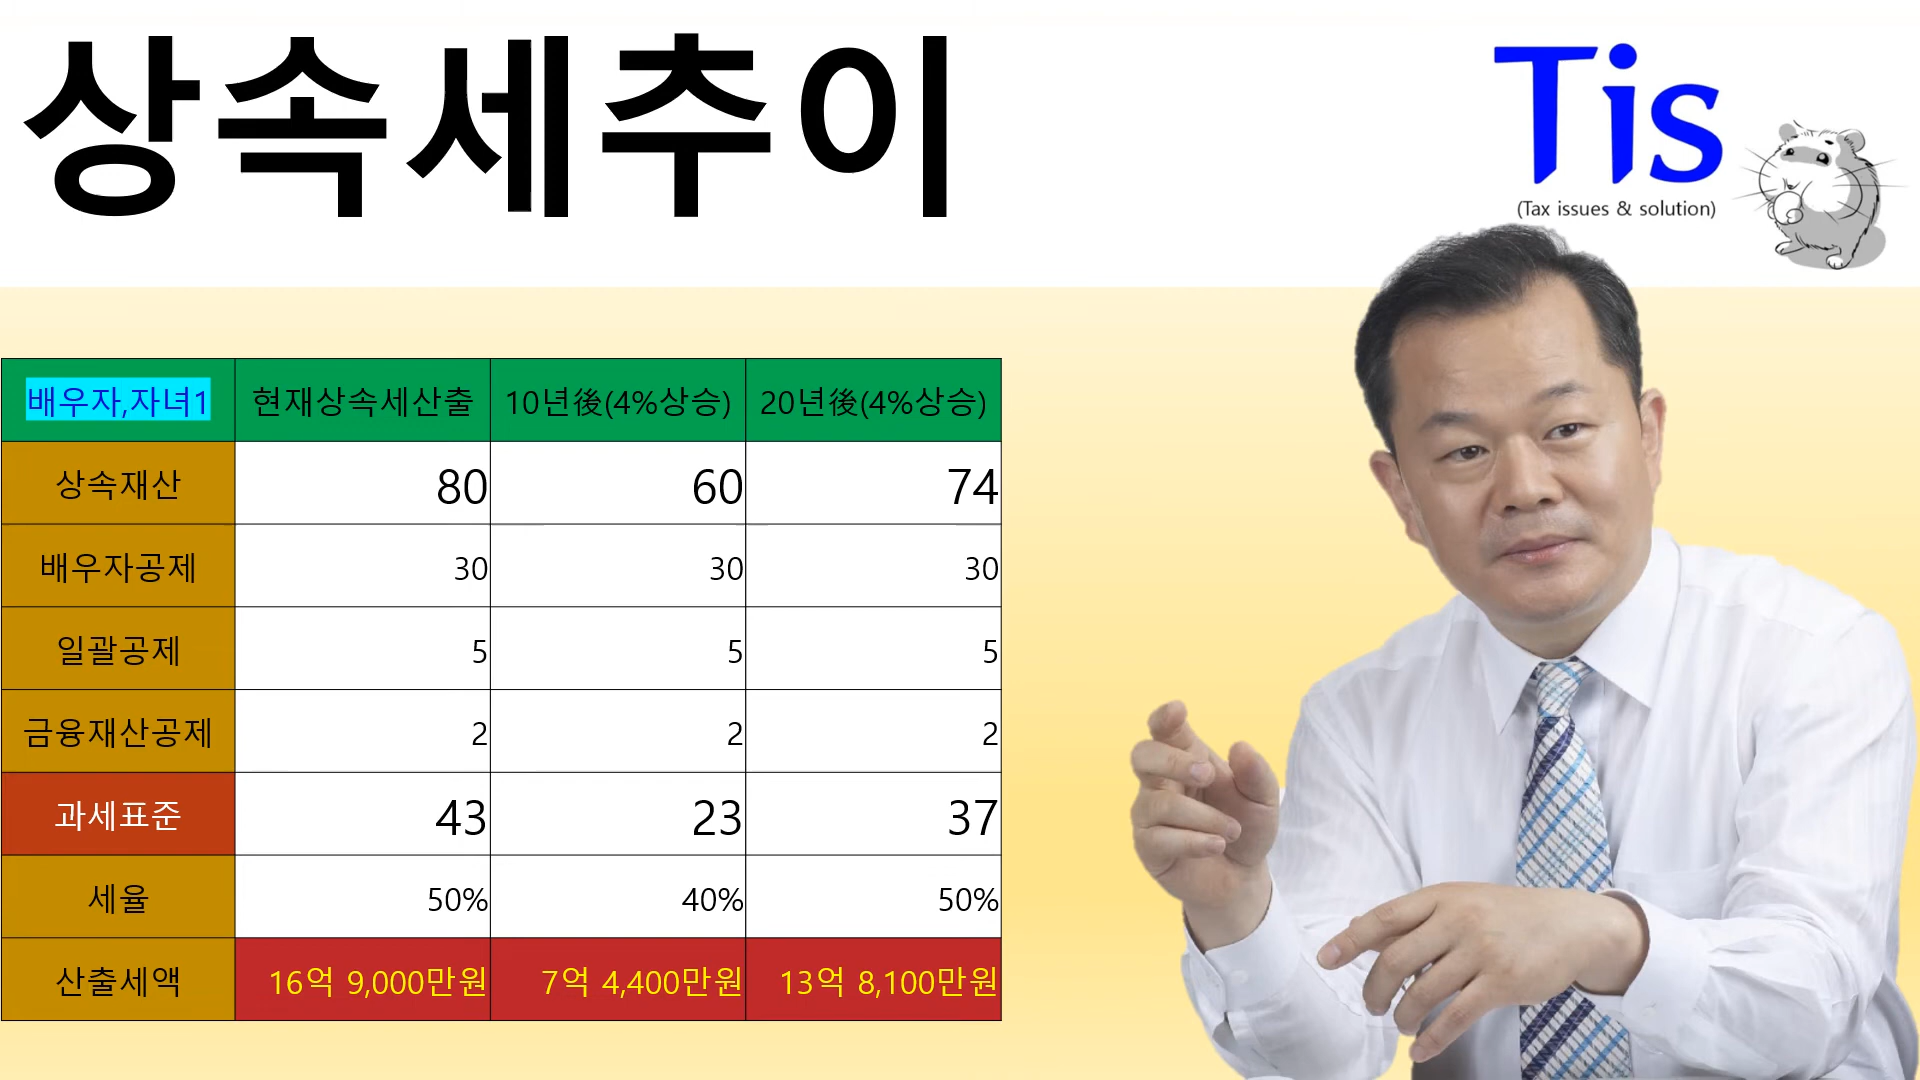 상속세추이
Tis
(Tax issues & solution)
배우자,자녀1 현재상속세산출 10년後(4%상승) 20년後(4%상승)
상속재산 80 60 74
배우자공제 30 30 30
일괄공제 5 5 5
금융재산공제 2 2 2
과세표준 43 23 37
세율 50% 40% 50%
산출세액 16억 9,000만원 7억 4,400만원 13억 8,100만원